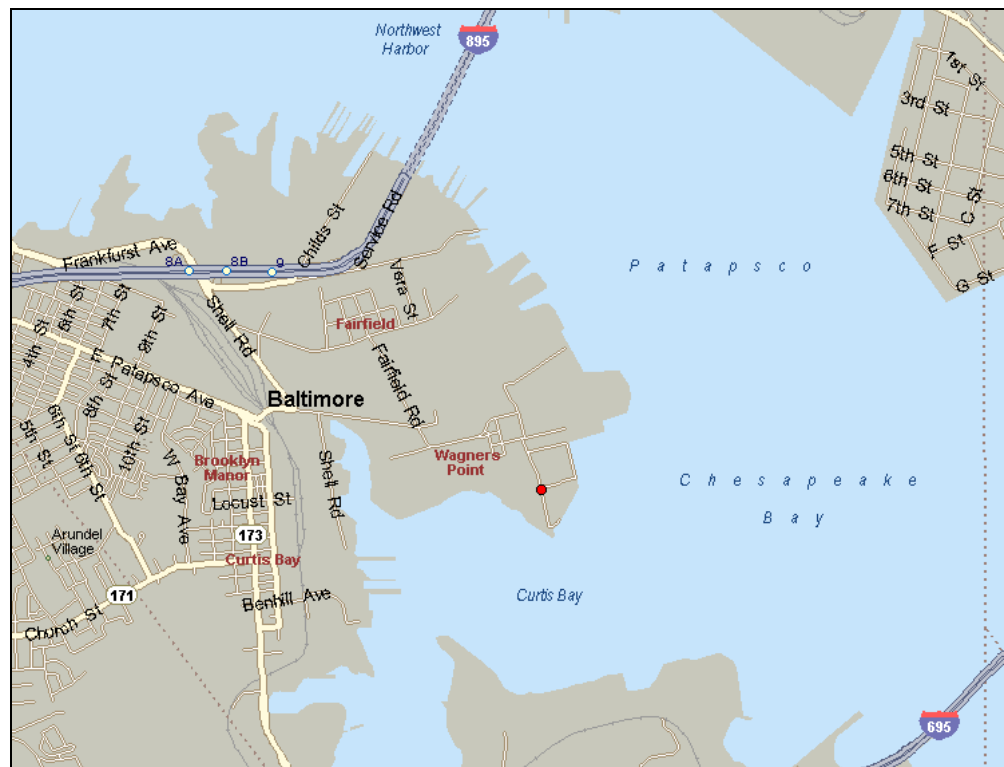 Northwest
Harbor
895
1st St
3rd St
5th St
6th St
7th St
C St
E St
G St
Childs St
Service Rd
Frankfurst Ave
8A
8B
9
Vera St
Patapsco
Shell Rd
Fairfield
Fairfield Rd
4th St
6th St
7th St
9th St
E Patapsco Ave
Baltimore
8th St
6th St
6th St
5th St
10th St
W Bay Ave
Brooklyn
Manor
Wagners
Point
Shell Rd
Locust St
Chesapeake
Bay
Arundel
Village
173
Curtis Bay
171
Church St
Benhill Ave
Curtis Bay
695